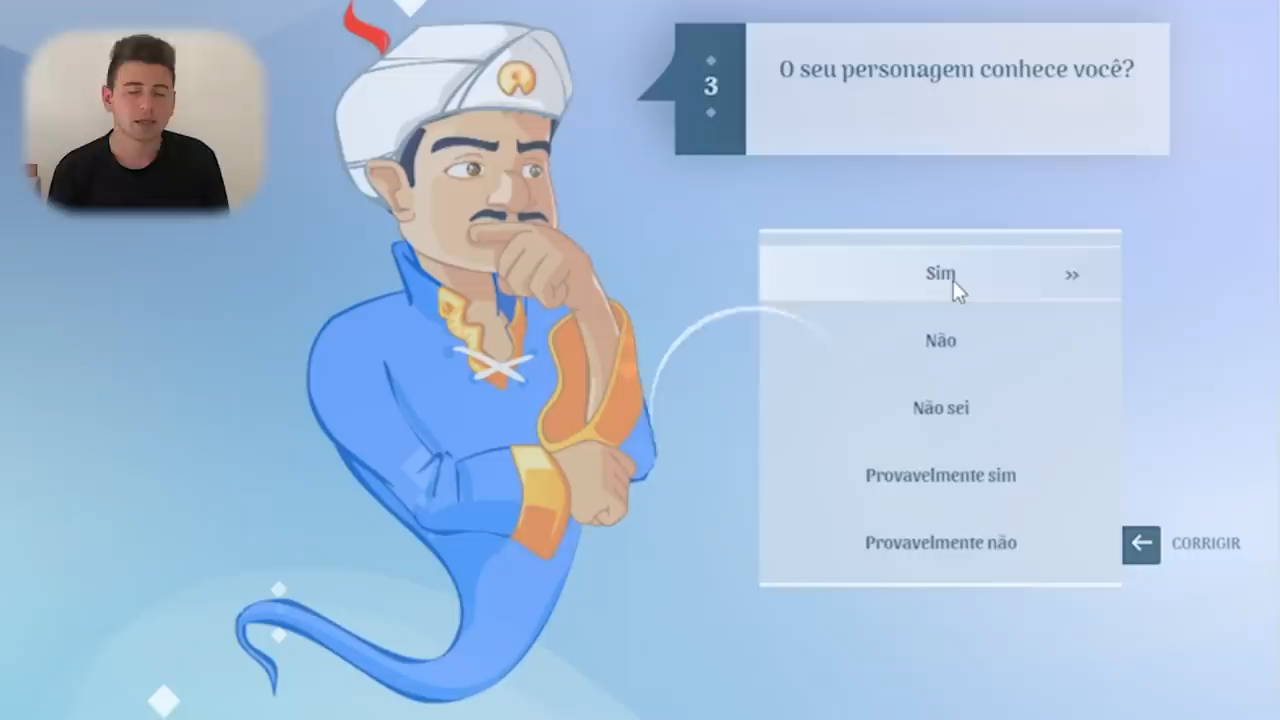 3
O seu personagem conhece você?
Sim
Não
Não sei
Provavelmente sim
Provavelmente não
CORRIGIR